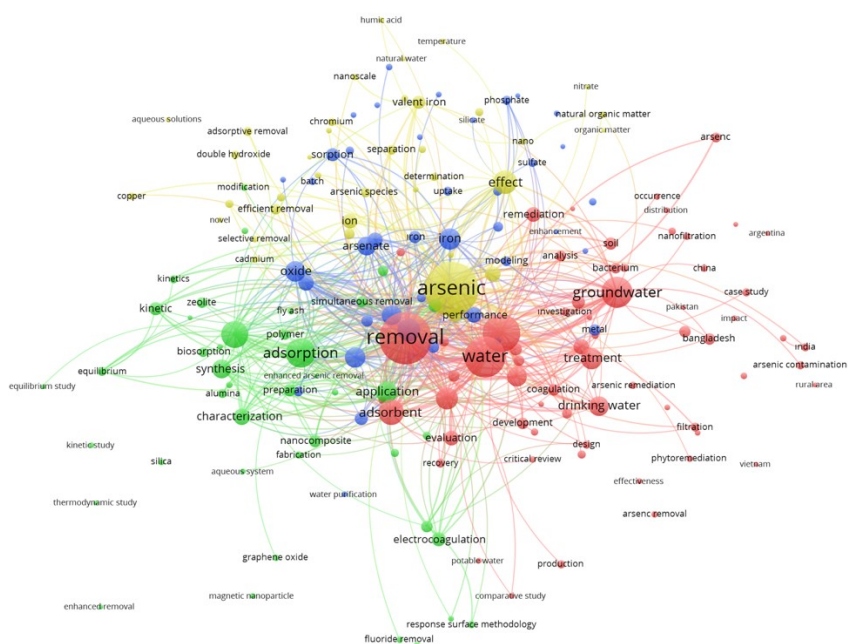 humic acid
temperature
natural water
nanoscale
nitrate
valent iron
phosphate
aqueous solutions
chromium
silicate
natural organic matter
adsorptive removal
nano
organic matter
arsenc
separation
double hydroxide
sorption
sulfate
batch
determination
effect
modification
arsenic species
uptake
copper
occurrence
efficient removal
distribution
novel
ion
remediation
selective removal
iron
iron
enhancement
nanofiltration
argentina
arsenate
soil
cadmium
modeling
analysis
bacterium
china
kinetics
oxide
arsenic
groundwater
case study
zeolite
simultaneous removal
kinetic
fly ash
performance
investigation
pakistan
impact
polymer
removal
metal
bangladesh
india
biosorption
adsorption
water
treatment
arsenic contamination
equilibrium
synthesis
enhanced arsenic removal
equilibrium study
alumina
preparation
application
coagulation
arsenic remediation
rural area
characterization
adsorbent
drinking water
development
filtration
kinetic study
nanocomposite
evaluation
design
fabrication
silica
recovery
critical review
phytoremediation
vietnam
aqueous system
effectiveness
water purification
thermodynamic study
arsenc removal
electrocoagulation
graphene oxide
potable water
production
magnetic nanoparticle
comparative study
enhanced removal
response surface methodology
fluoride removal